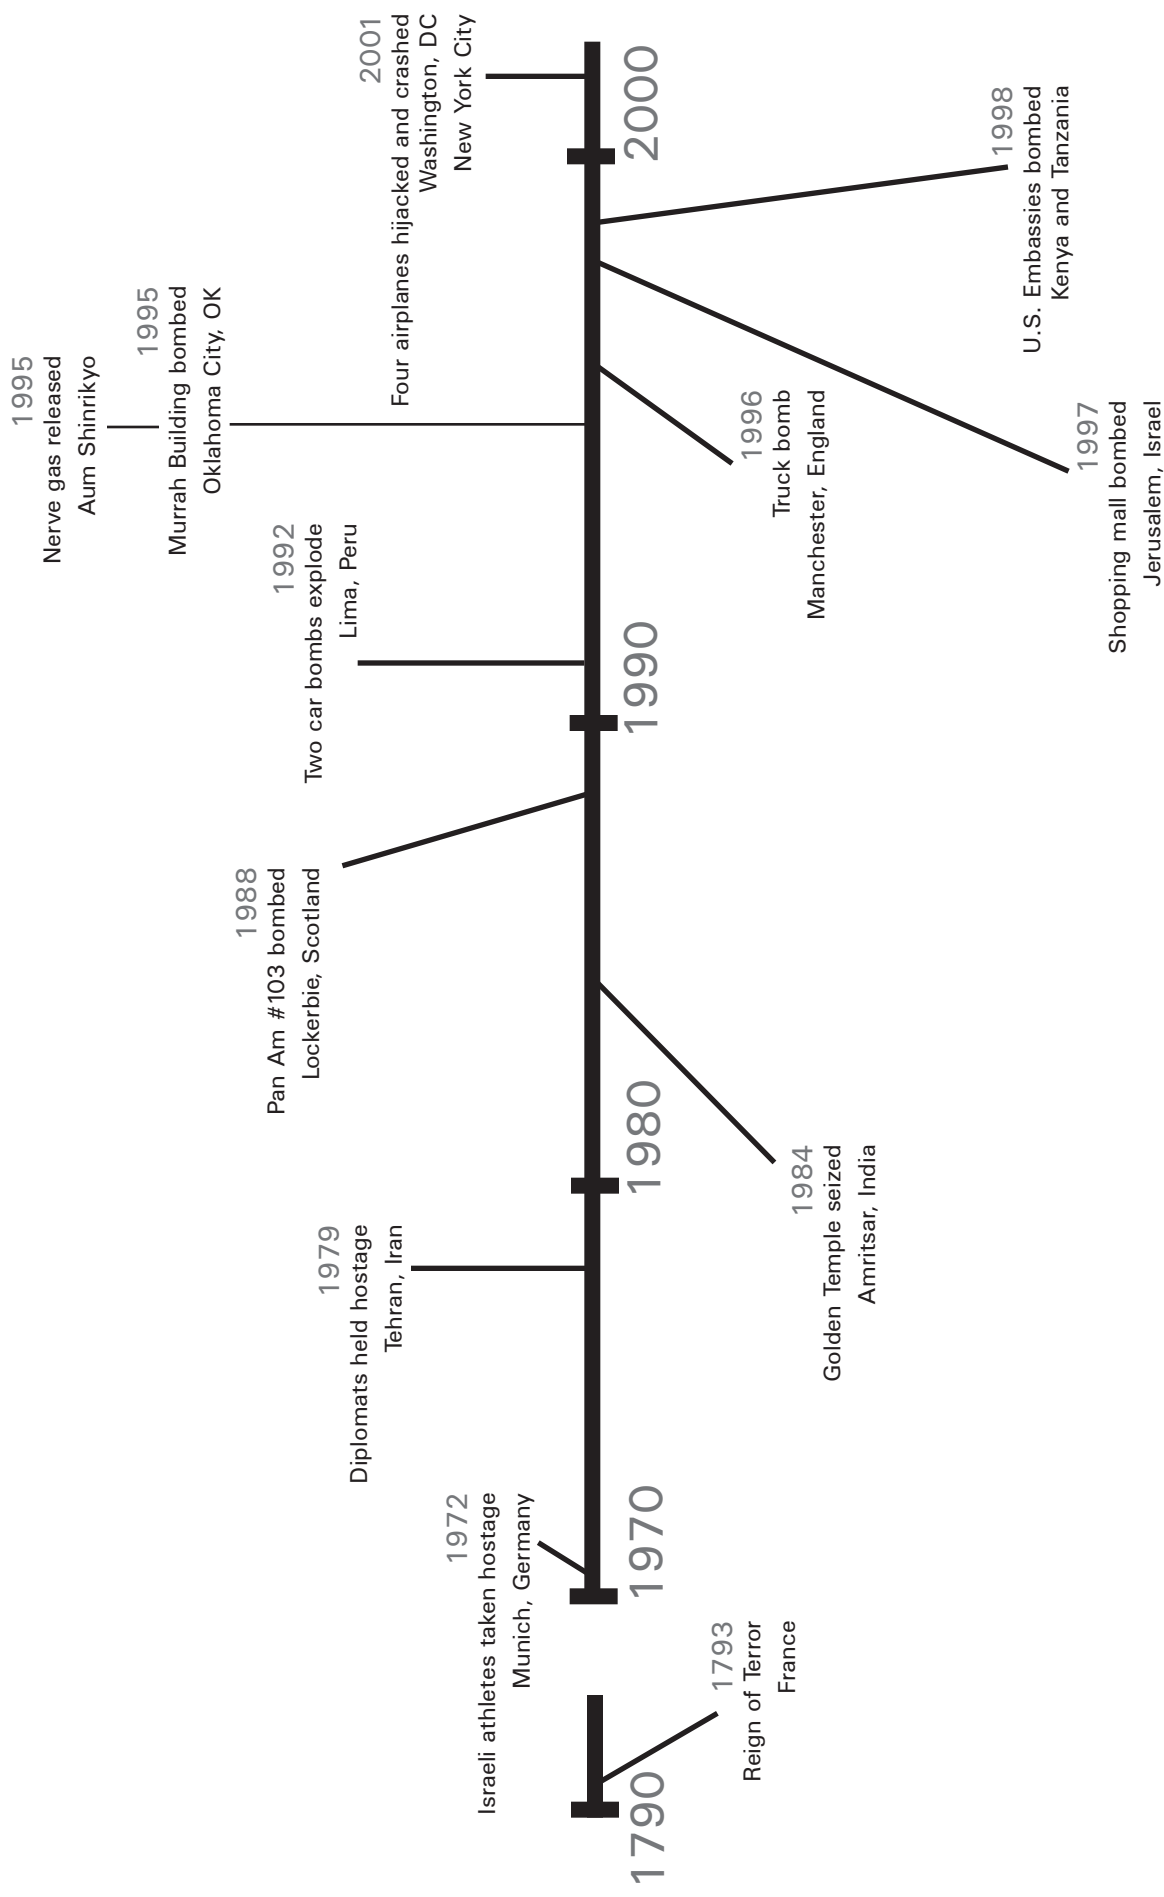 1995
Nerve gas released
Aum Shinrikyo
1995
Murrah Building bombed
Oklahoma City, OK
1992
Two car bombs explode
Lima, Peru
1988
Pan Am #103 bombed
Lockerbie, Scotland
1979
Diplomats held hostage
Tehran, Iran
2001
Four airplanes hijacked and crashed
Washington, DC
New York City
1972
Israeli athletes taken hostage
Munich, Germany
1790
1970
1980
1990
2000
1793
Reign of Terror
France
1996
Truck bomb
Manchester, England
1984
Golden Temple seized
Amritsar, India
1998
U.S. Embassies bombed
Kenya and Tanzania
1997
Shopping mall bombed
Jerusalem, Israel